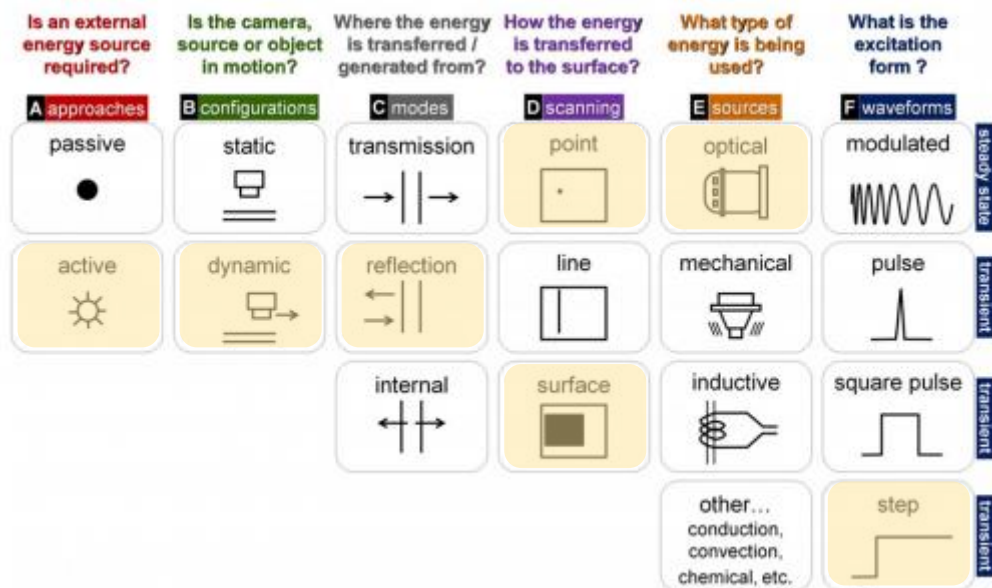 Is an external
energy source
required?
Is the camera,
source or object
in motion?
Where the energy
is transferred /
generated from?
How the energy
is transferred
to the surface?
What type of
energy is being
used?
What is the
excitation
form ?
A approaches
B configurations
C modes
D scanning
E sources
F waveforms
passive
static
transmission
point
optical
modulated
steady state
active
dynamic
reflection
line
mechanical
pulse
transient
internal
surface
inductive
square pulse
transient
other...
conduction,
convection,
chemical, etc.
step
transient